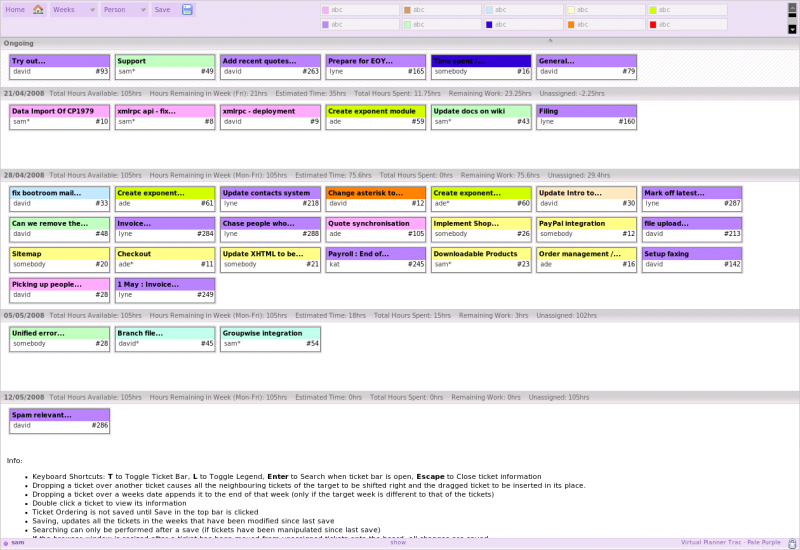 Home Weeks Person Save abc abc abc abc abc
abc abc abc abc abc
Ongoing
Try out... Support Add recent quotes... Prepare for EOY... Time spent /... General...
david #93 sam* #49 david #263 lyne #165 somebody #16 david #79
21/04/2008 Total Hours Available: 105hrs Hours Remaining in Week (Fri): 21hrs Estimated Time: 35hrs Total Hours Spent: 11.75hrs Remaining Work: 23.25hrs Unassigned: -2.25hrs
Data Import Of CP1979 xmlrpc api - fix... xmlrpc - deployment Create exponent module Update docs on wiki Filing
sam* #10 sam* #8 david #9 ade #59 sam* #43 lyne #160
28/04/2008 Total Hours Available: 105hrs Hours Remaining in Week (Mon-Fri): 105hrs Estimated Time: 75.6hrs Total Hours Spent: 0hrs Remaining Work: 75.6hrs Unassigned: 29.4hrs
fix bootroom mail... Create exponent... Update contacts system Change asterisk to... Create exponent... Update Intro to... Mark off latest...
david #33 ade #61 lyne #218 david #12 ade* #60 david #30 lyne #287
Can we remove the... Invoice... Chase people who... Quote synchronisation Implement Shop... PayPal integration file upload...
david #48 lyne #284 lyne #288 ade #105 somebody #26 somebody #12 david #213
Sitemap Checkout Update XHTML to be... Payroll : End of... Downloadable Products Order management /... Setup faxing
somebody #20 ade* #11 somebody #21 kat #245 sam* #23 ade #16 david #142
Picking up people... 1 May : Invoice...
david #28 lyne #249
05/05/2008 Total Hours Available: 105hrs Hours Remaining in Week (Mon-Fri): 105hrs Estimated Time: 18hrs Total Hours Spent: 15hrs Remaining Work: 3hrs Unassigned: 102hrs
Unified error... Branch file... Groupwise integration
somebody #28 david* #45 sam* #54
12/05/2008 Total Hours Available: 105hrs Hours Remaining in Week (Mon-Fri): 105hrs Estimated Time: 0hrs Total Hours Spent: 0hrs Remaining Work: 0hrs Unassigned: 105hrs
Spam relevant...
david #286
Info:
• Keyboard Shortcuts: T to Toggle Ticket Bar, L to Toggle Legend, Enter to Search when ticket bar is open, Escape to Close ticket information
• Dropping a ticket over another ticket causes all the neighbouring tickets of the target to be shifted right and the dragged ticket to be inserted in its place.
• Dropping a ticket over a weeks date appends it to the end of that week (only if the target week is different to that of the tickets)
• Double click a ticket to view its information
• Ticket Ordering is not saved until Save in the top bar is clicked
• Saving, updates all the tickets in the weeks that have been modified since last save
• Searching can only be performed after a save (if tickets have been manipulated since last save)
sam show Virtual Planner Trac - Pale Purple